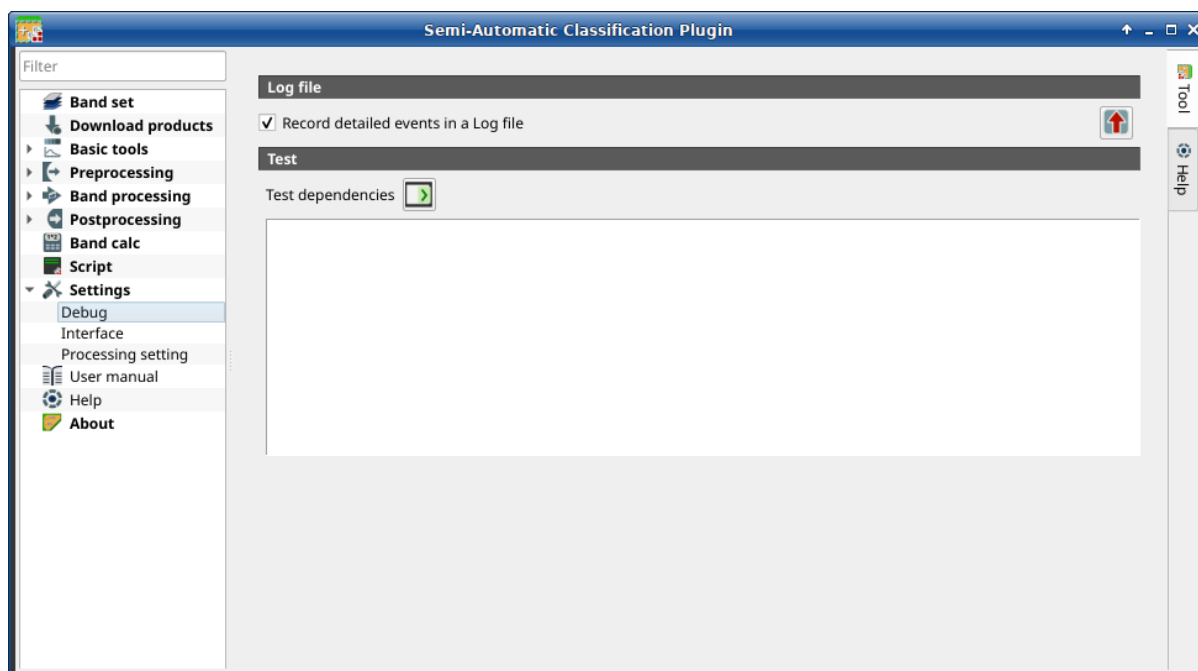 Semi-Automatic Classification Plugin
Filter
Band set
Download products
Basic tools
Preprocessing
Band processing
Postprocessing
Band calc
Script
Settings
Debug
Interface
Processing setting
User manual
Help
About
Log file
Record detailed events in a Log file
Test
Test dependencies
Tool
Help